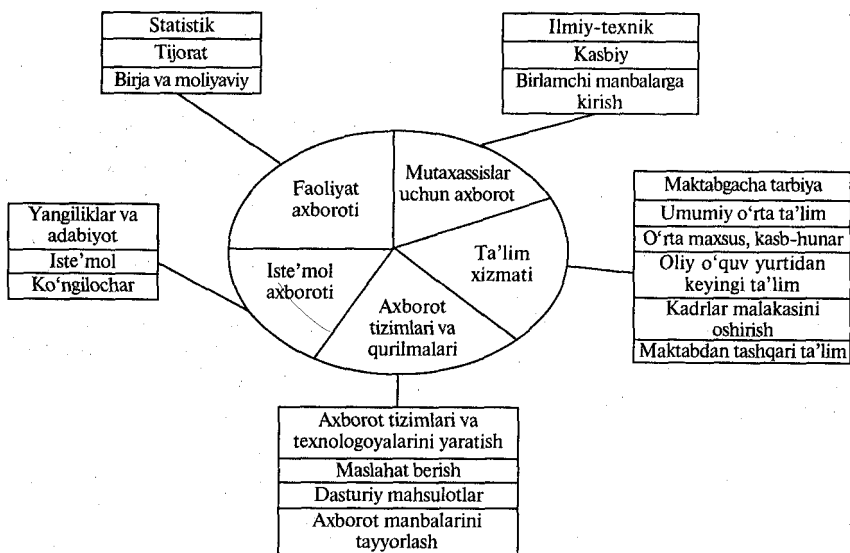 Statistik
Tijorat
Birja va moliyaviy
Ilmiy-texnik
Kasbiy
Birlamchi manbalarga
kirish
Faoliyat
axboroti
Mutaxassislar
uchun axborot
Ta’lim
xizmati
Axborot
tizimlari va
qurilmalari
Iste’mol
axboroti
Yangiliklar va
adabiyot
Iste’mol
Ko‘ngilochar
Maktabgacha tarbiya
Umumiy o‘rta ta’lim
O‘rta maxsus, kasb-hunar
Oliy o‘quv yurtidan
keyingi ta’lim
Kadrlar malakasini
oshirish
Maktabdan tashqari ta’lim
Axborot tizimlari va
texnologoyalarini yaratish
Maslahat berish
Dasturiy mahsulotlar
Axborot manbalarini
tayyorlash